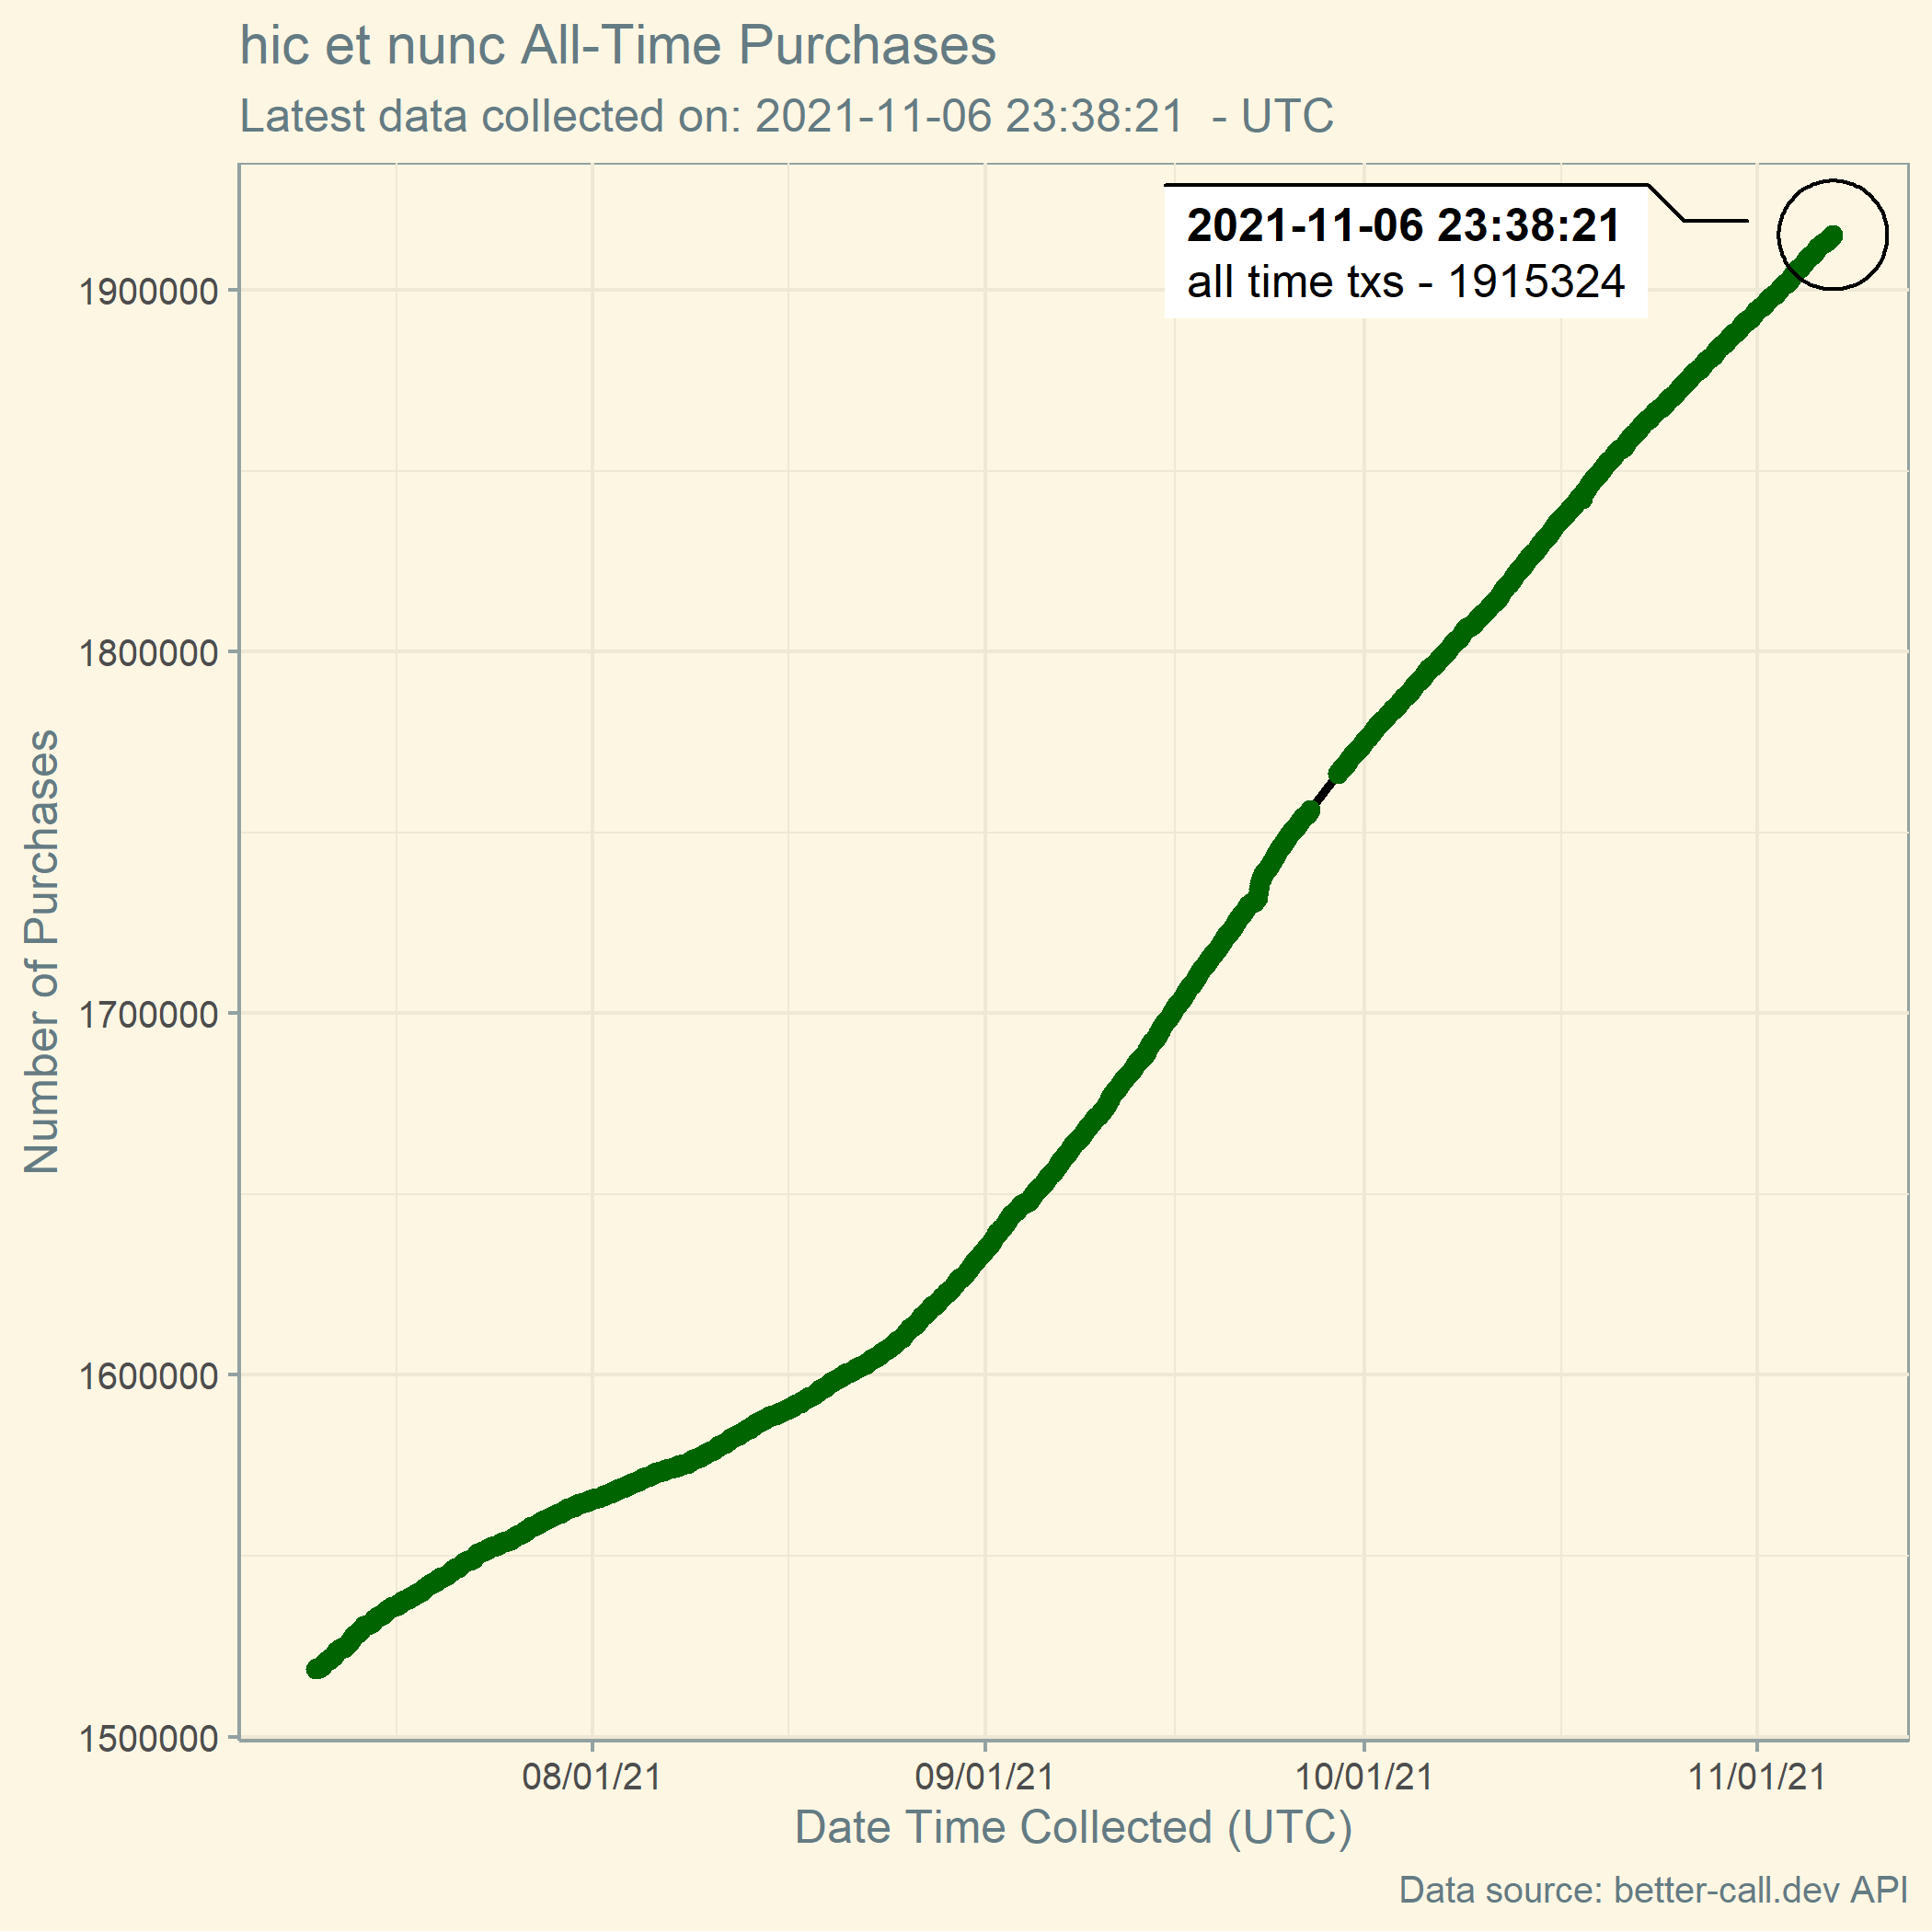 hic et nunc All-Time Purchases
Latest data collected on: 2021-11-06 23:38:21  - UTC
2021-11-06 23:38:21
all time txs - 1915324
1900000
1800000
1700000
1600000
1500000
Number of Purchases
08/01/21
09/01/21
10/01/21
11/01/21
Date Time Collected (UTC)
Data source: better-call.dev API